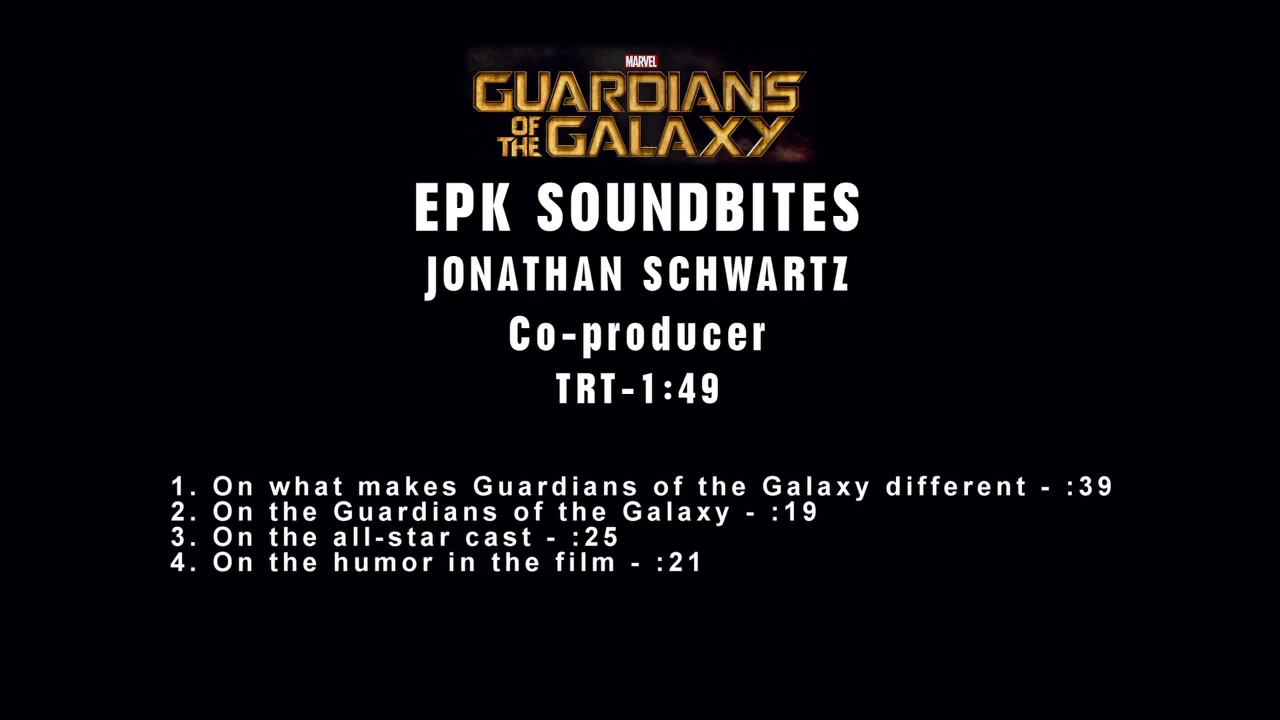 MARVEL
GUARDIANS
OF THE GALAXY
EPK SOUNDBITES
JONATHAN SCHWARTZ
Co-producer
TRT-1:49
1. On what makes Guardians of the Galaxy different - :39
2. On the Guardians of the Galaxy - :19
3. On the all-star cast - :25
4. On the humor in the film - :21